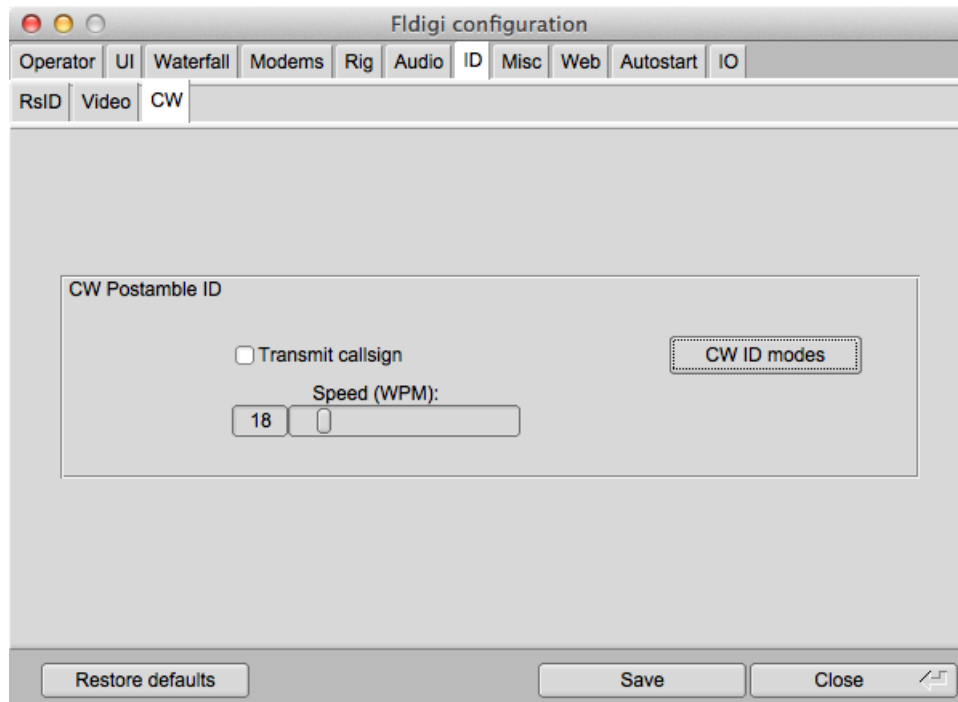 Fldigi configuration
Operator UI Waterfall Modems Rig Audio ID Misc Web Autostart IO
RsID Video CW
CW Postamble ID
Transmit callsign CW ID modes
Speed (WPM):
18
Restore defaults Save Close